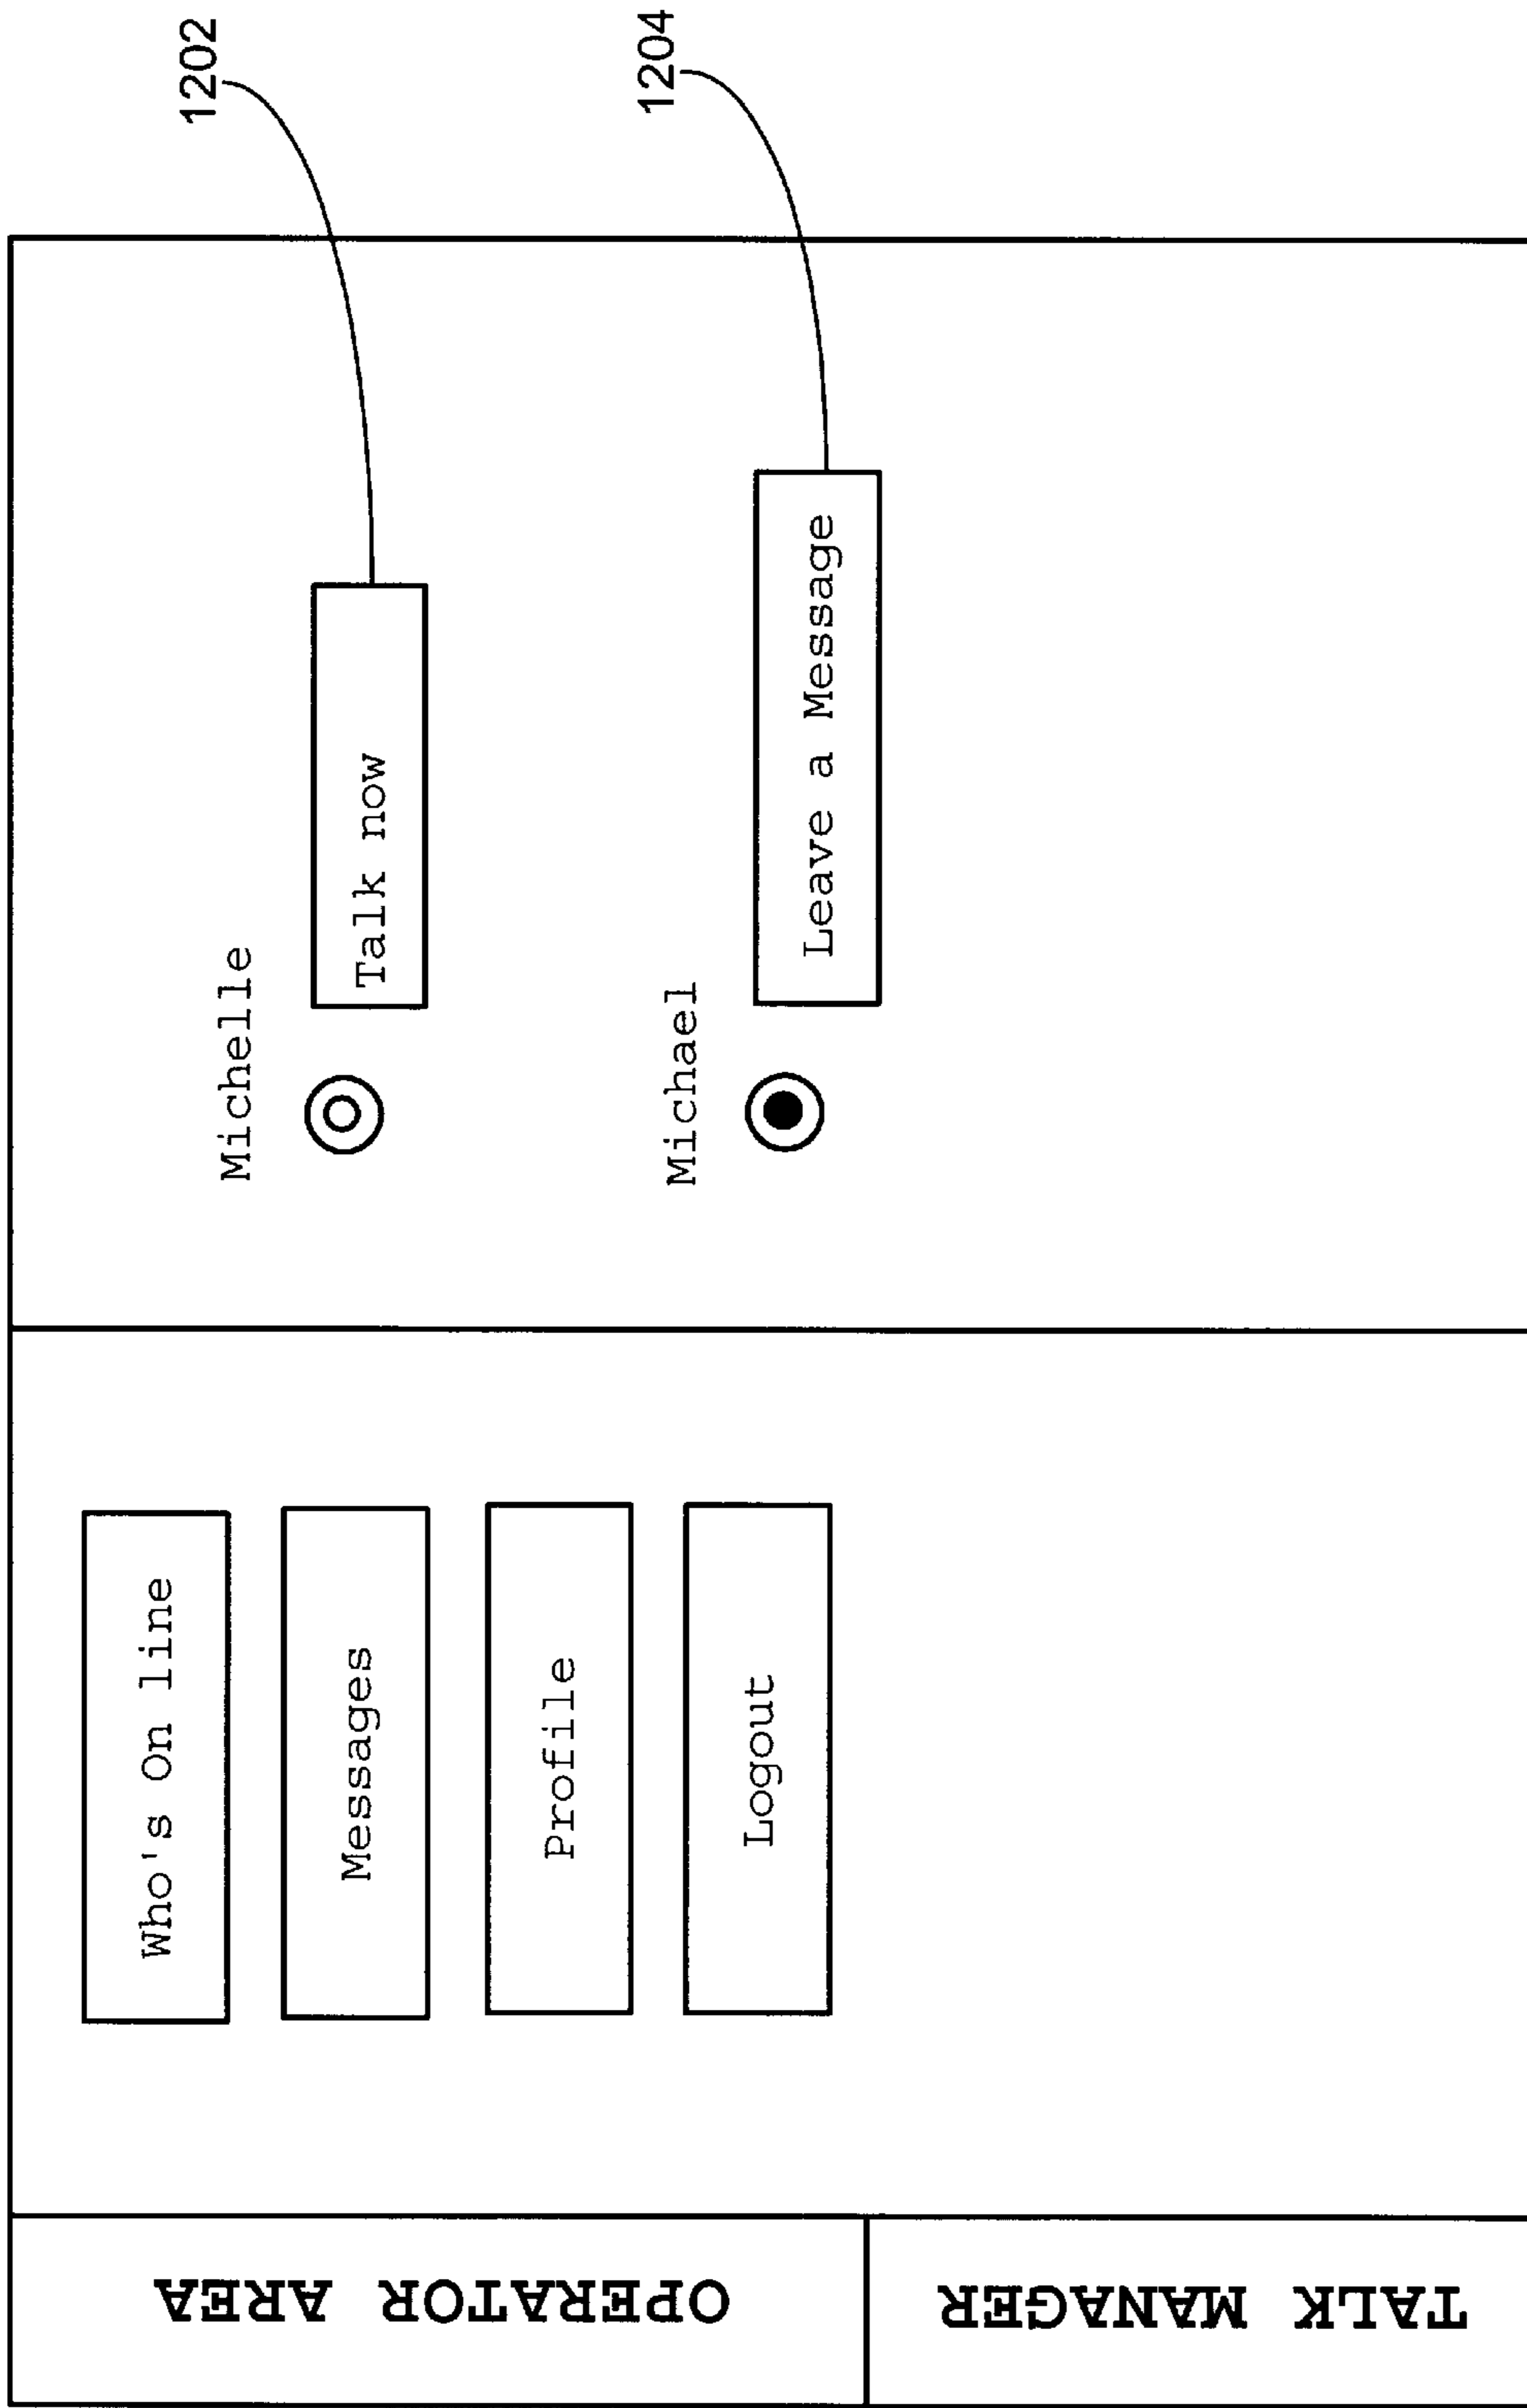 OPERATOR AREA
TALK MANAGER
Who's On line
Messages
Profile
Logout
Michelle
Talk now
1202
Michael
Leave a Message
1204